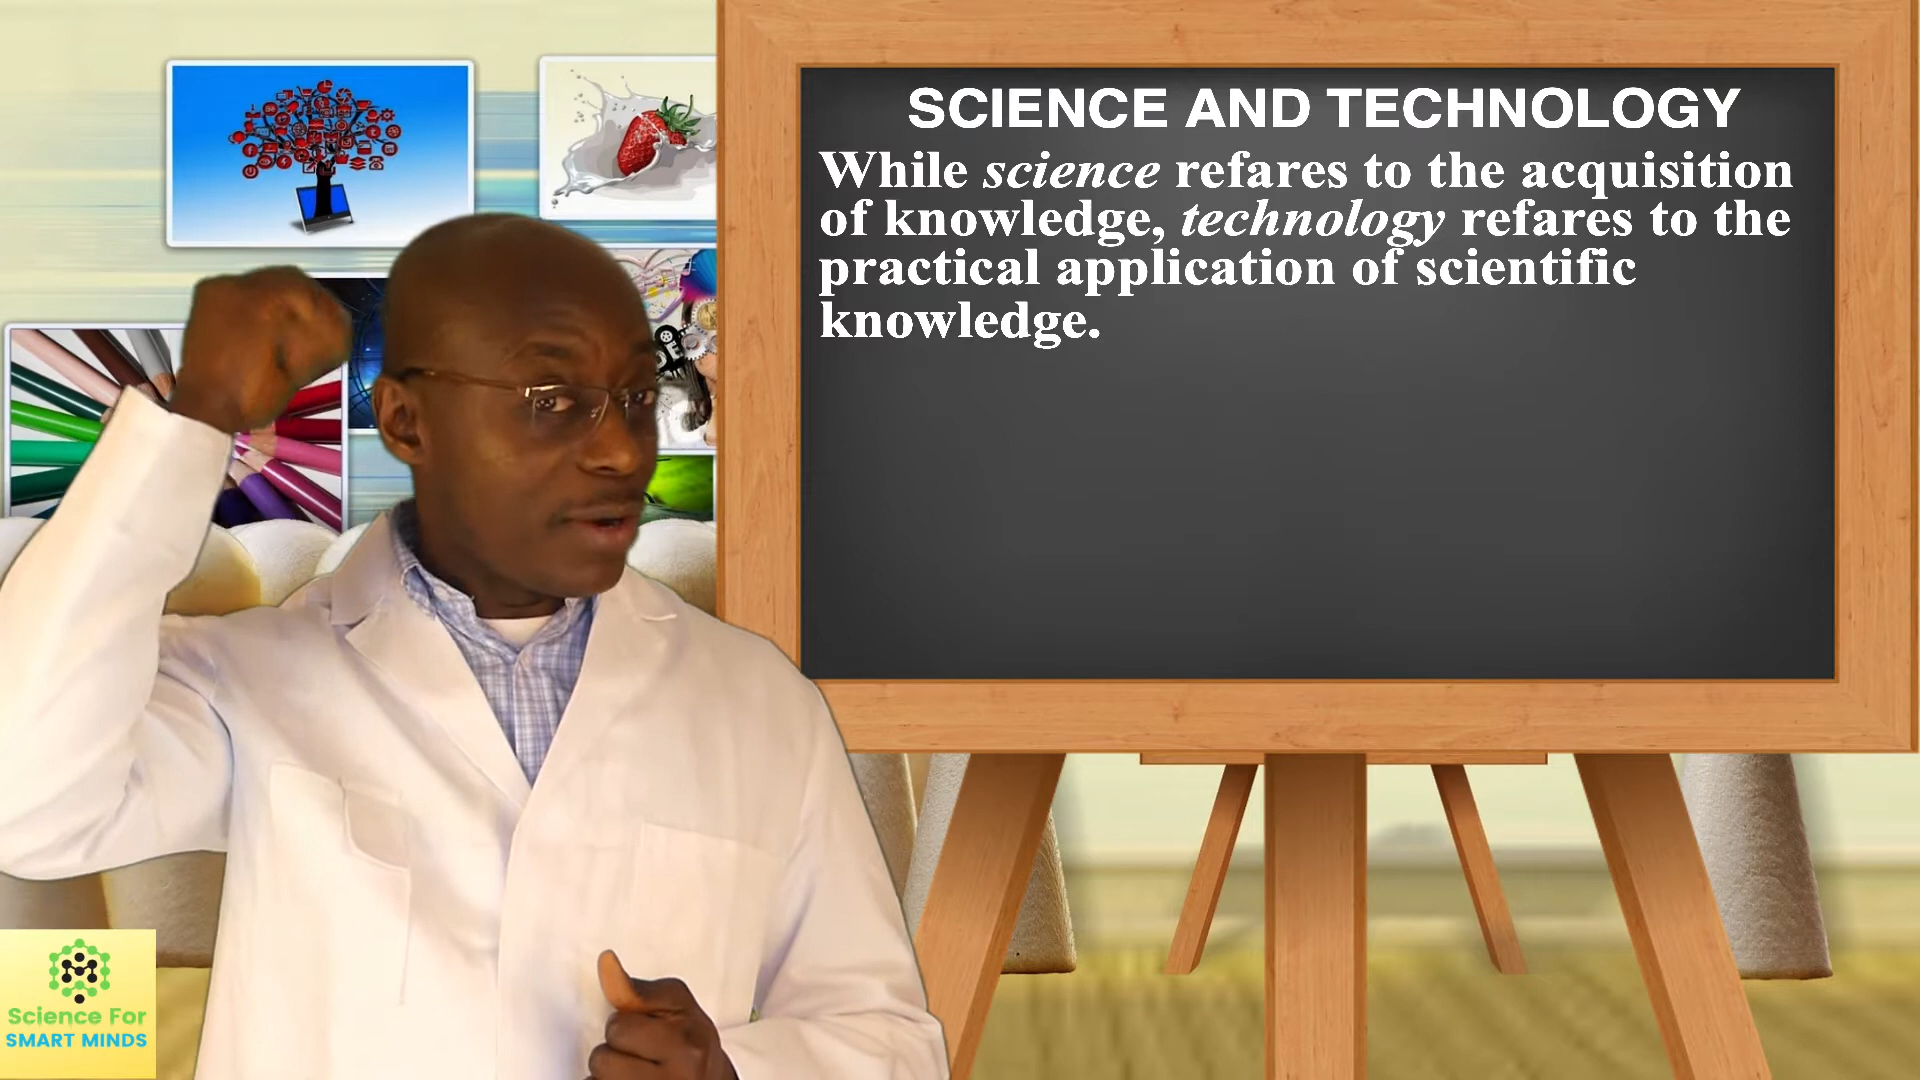 SCIENCE AND TECHNOLOGY
While science refares to the acquisition
of knowledge, technology refares to the
practical application of scientific
knowledge.
Science For
SMART MINDS